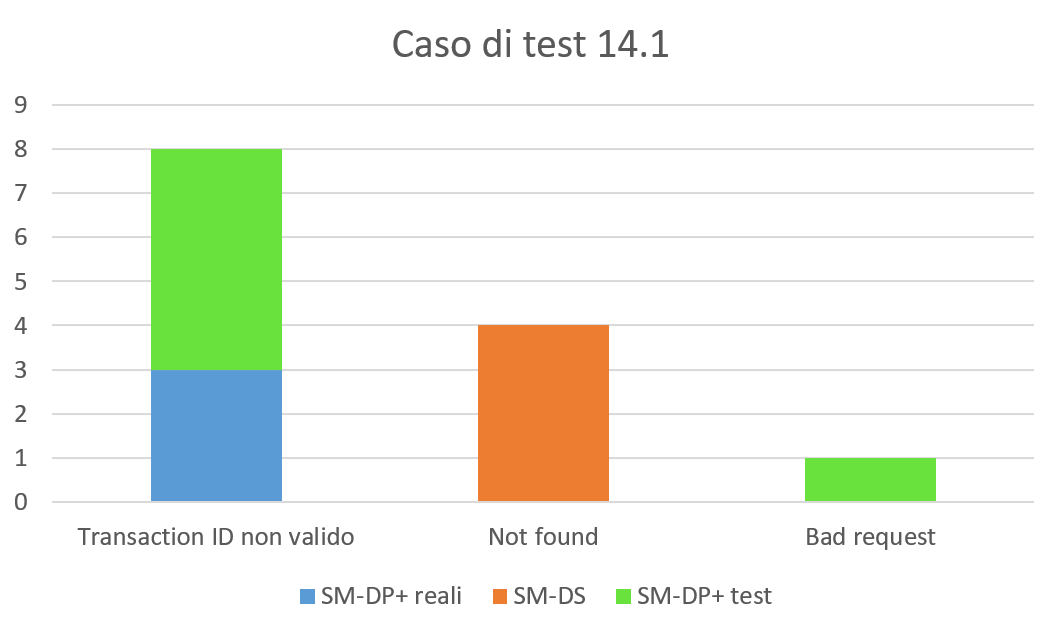 Caso di test 14.1
9
8
7
6
5
4
3
2
1
0
Transaction ID non valido
Not found
Bad request
SM-DP+ reali
SM-DS
SM-DP+ test